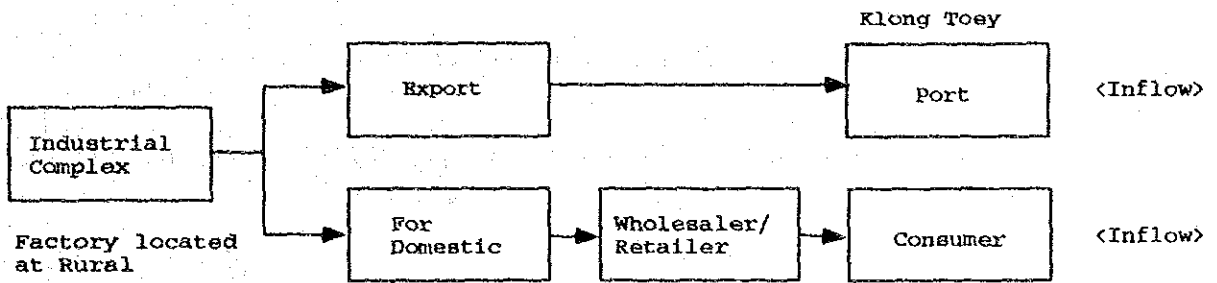 Klong Toey
Export
Port
<Inflow>
Industrial
Complex
For
Domestic
Wholesaler/
Retailer
Consumer
<Inflow>
Factory located
at Rural